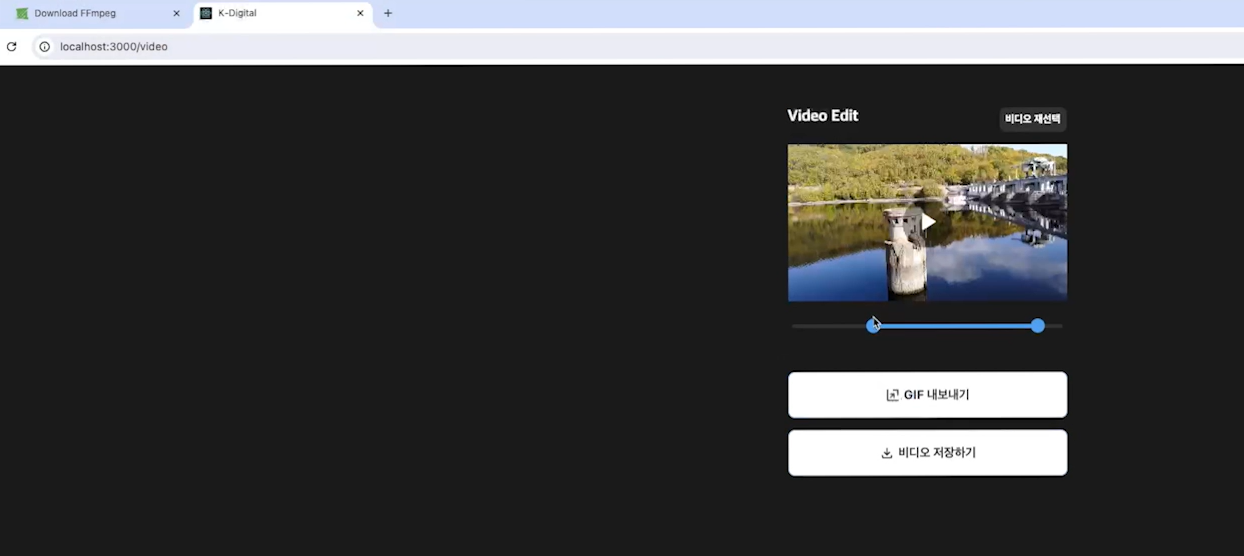 Download FFmpeg
K-Digital
localhost:3000/video
Video Edit
비디오 재선택
GIF 내보내기
비디오 저장하기